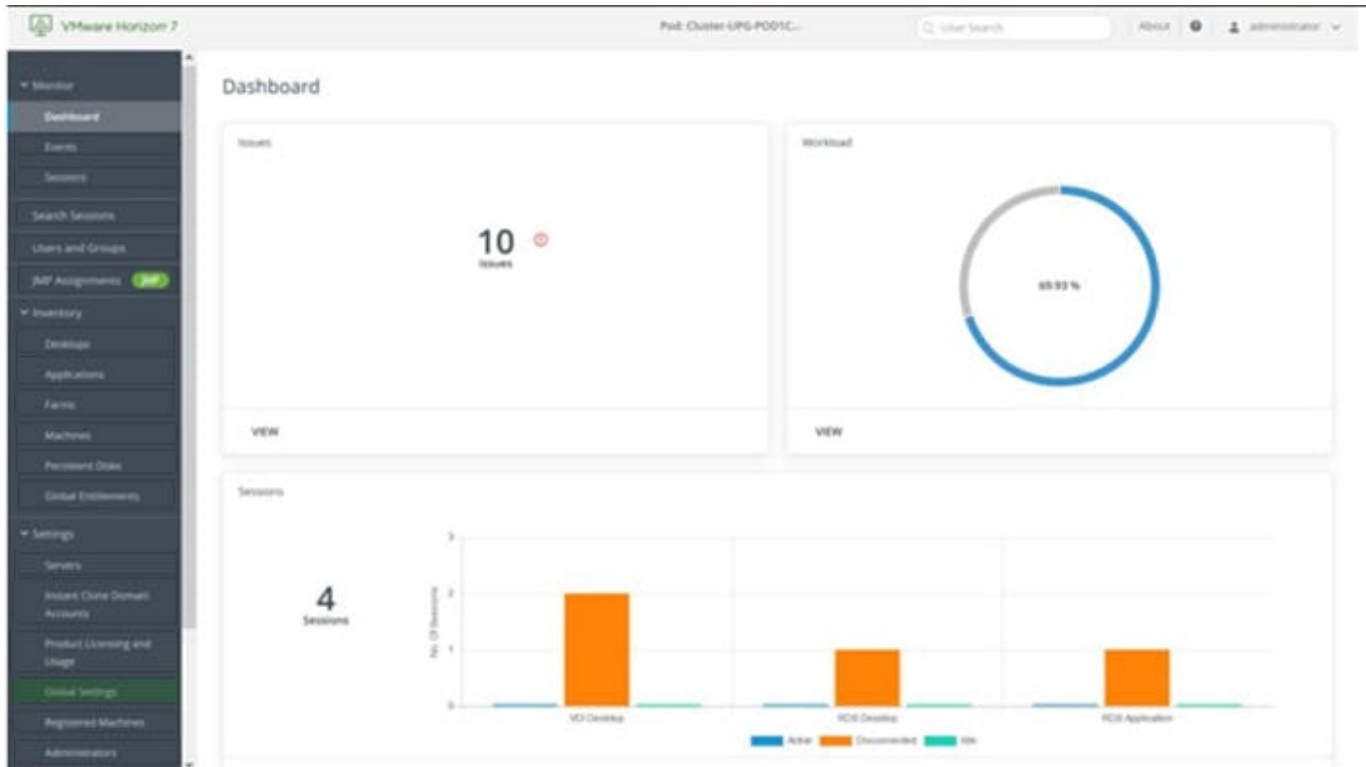 VMware Horizon 7
Pod: Cluster-UPG-POD1C...
User Search
About
administrator
Monitor
Dashboard
Events
Sessions
Search Sessions
Users and Groups
JMP Assignments JMP
Inventory
Desktops
Applications
Farms
Machines
Persistent Disks
Global Entitlements
Settings
Servers
Instant Clone Domain
Accounts
Product Licensing and
Usage
Global Settings
Registered Machines
Administrators
Dashboard
Issues
10
Issues
VIEW
Workload
69.93 %
VIEW
Sessions
4
Sessions
No. Of Sessions
3
2
1
0
VDI Desktop
RDS Desktop
RDS Application
Active
Disconnected
Idle